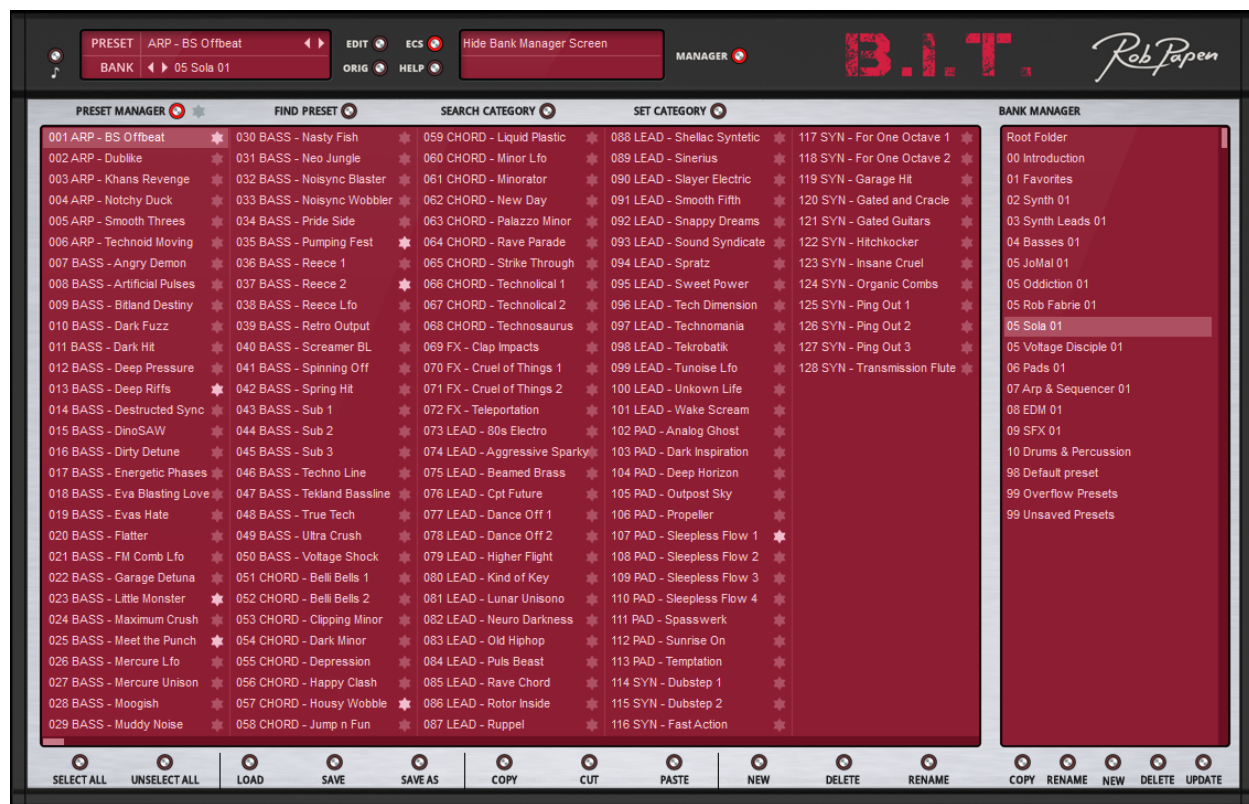 PRESET ARP - BS Offbeat
BANK 05 Sola 01
EDIT ECS
ORIG HELP
Hide Bank Manager Screen
MANAGER
B.I.T.
Rob Papen
PRESET MANAGER FIND PRESET SEARCH CATEGORY SET CATEGORY
001 ARP - BS Offbeat
002 ARP - Dublike
003 ARP - Khans Revenge
004 ARP - Notchy Duck
005 ARP - Smooth Threes
006 ARP - Technoid Moving
007 BASS - Angry Demon
008 BASS - Artificial Pulses
009 BASS - Bitland Destiny
010 BASS - Dark Fuzz
011 BASS - Dark Hit
012 BASS - Deep Pressure
013 BASS - Deep Riffs
014 BASS - Destructed Sync
015 BASS - DinoSAW
016 BASS - Dirty Detune
017 BASS - Energetic Phases
018 BASS - Eva Blasting Love
019 BASS - Evas Hate
020 BASS - Flatter
021 BASS - FM Comb Lfo
022 BASS - Garage Detuna
023 BASS - Little Monster
024 BASS - Maximum Crush
025 BASS - Meet the Punch
026 BASS - Mercure Lfo
027 BASS - Mercure Unison
028 BASS - Moogish
029 BASS - Muddy Noise
030 BASS - Nasty Fish
031 BASS - Neo Jungle
032 BASS - Noisync Blaster
033 BASS - Noisync Wobbler
034 BASS - Pride Side
035 BASS - Pumping Fest
036 BASS - Reece 1
037 BASS - Reece 2
038 BASS - Reece Lfo
039 BASS - Retro Output
040 BASS - Screamer BL
041 BASS - Spinning Off
042 BASS - Spring Hit
043 BASS - Sub 1
044 BASS - Sub 2
045 BASS - Sub 3
046 BASS - Techno Line
047 BASS - Tekland Bassline
048 BASS - True Tech
049 BASS - Ultra Crush
050 BASS - Voltage Shock
051 CHORD - Belli Bells 1
052 CHORD - Belli Bells 2
053 CHORD - Clipping Minor
054 CHORD - Dark Minor
055 CHORD - Depression
056 CHORD - Happy Clash
057 CHORD - Housy Wobble
058 CHORD - Jump n Fun
059 CHORD - Liquid Plastic
060 CHORD - Minor Lfo
061 CHORD - Minorator
062 CHORD - New Day
063 CHORD - Palazzo Minor
064 CHORD - Rave Parade
065 CHORD - Strike Through
066 CHORD - Technolical 1
067 CHORD - Technolical 2
068 CHORD - Technosaurus
069 FX - Clap Impacts
070 FX - Cruel of Things 1
071 FX - Cruel of Things 2
072 FX - Teleportation
073 LEAD - 80s Electro
074 LEAD - Aggressive Sparky
075 LEAD - Beamed Brass
076 LEAD - Cpt Future
077 LEAD - Dance Off 1
078 LEAD - Dance Off 2
079 LEAD - Higher Flight
080 LEAD - Kind of Key
081 LEAD - Lunar Unisono
082 LEAD - Neuro Darkness
083 LEAD - Old Hiphop
084 LEAD - Puls Beast
085 LEAD - Rave Chord
086 LEAD - Rotor Inside
087 LEAD - Ruppel
088 LEAD - Shellac Syntetic
089 LEAD - Sinerius
090 LEAD - Slayer Electric
091 LEAD - Smooth Fifth
092 LEAD - Snappy Dreams
093 LEAD - Sound Syndicate
094 LEAD - Spratz
095 LEAD - Sweet Power
096 LEAD - Tech Dimension
097 LEAD - Technomania
098 LEAD - Tekrobatik
099 LEAD - Tunoise Lfo
100 LEAD - Unkown Life
101 LEAD - Wake Scream
102 PAD - Analog Ghost
103 PAD - Dark Inspiration
104 PAD - Deep Horizon
105 PAD - Outpost Sky
106 PAD - Propeller
107 PAD - Sleepless Flow 1
108 PAD - Sleepless Flow 2
109 PAD - Sleepless Flow 3
110 PAD - Sleepless Flow 4
111 PAD - Spasswerk
112 PAD - Sunrise On
113 PAD - Temptation
114 SYN - Dubstep 1
115 SYN - Dubstep 2
116 SYN - Fast Action
117 SYN - For One Octave 1
118 SYN - For One Octave 2
119 SYN - Garage Hit
120 SYN - Gated and Cracle
121 SYN - Gated Guitars
122 SYN - Hitchkocker
123 SYN - Insane Cruel
124 SYN - Organic Combs
125 SYN - Ping Out 1
126 SYN - Ping Out 2
127 SYN - Ping Out 3
128 SYN - Transmission Flute
BANK MANAGER
Root Folder
00 Introduction
01 Favorites
02 Synth 01
03 Synth Leads 01
04 Basses 01
05 JoMal 01
05 Oddiction 01
05 Rob Fabrie 01
05 Sola 01
05 Voltage Disciple 01
06 Pads 01
07 Arp & Sequencer 01
08 EDM 01
09 SFX 01
10 Drums & Percussion
98 Default preset
99 Overflow Presets
99 Unsaved Presets
SELECT ALL UNSELECT ALL LOAD SAVE SAVE AS COPY CUT PASTE NEW DELETE RENAME
COPY RENAME NEW DELETE UPDATE